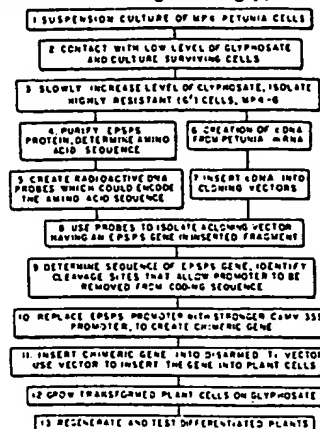 1 SUSPENSION CULTURE OF MP4 PETUNIA CELLS
2 CONTACT WITH LOW LEVEL OF GLYPHOSATE
AND CULTURE SURVIVING CELLS
3 SLOWLY INCREASE LEVEL OF GLYPHOSATE, ISOLATE
HIGHLY RESISTANT (Gr) CELLS, MP4-G
4. PURIFY EPSPS
PROTEIN, DETERMINE AMINO
ACID SEQUENCE
5. CREATE RADIOACTIVE DNA
PROBES WHICH COULD ENCODE
THE AMINO ACID SEQUENCE
6. CREATION OF cDNA
FROM PETUNIA mRNA
7 INSERT cDNA INTO
CLONING VECTORS
8 USE PROBES TO ISOLATE A CLONING VECTOR
HAVING AN EPSPS GENE IN INSERTED FRAGMENT
9 DETERMINE SEQUENCE OF EPSPS GENE, IDENTIFY
CLEAVAGE SITES THAT ALLOW PROMOTER TO BE
REMOVED FROM CODING SEQUENCE
10. REPLACE EPSPS PROMOTER WITH STRONGER CAMV 35S
PROMOTER, TO CREATE CHIMERIC GENE
11. INSERT CHIMERIC GENE INTO DISARMED Ti VECTOR
USE VECTOR TO INSERT THE GENE INTO PLANT CELLS
12 GROW TRANSFORMED PLANT CELLS ON GLYPHOSATE
13 REGENERATE AND TEST DIFFERENTIATED PLANTS